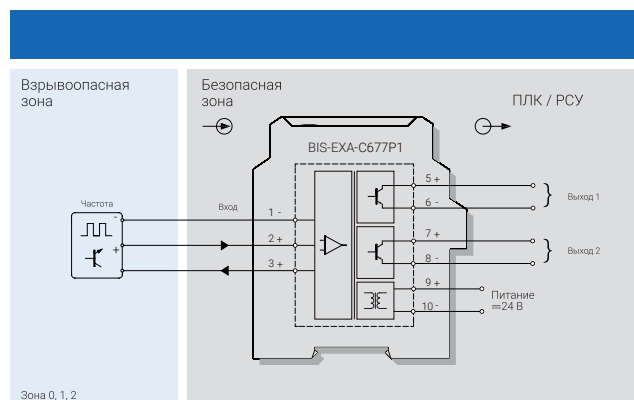 Взрывоопасная
зона
Безопасная
зона
ПЛК / РСУ
BIS-EXA-C677P1
Частота
Вход
-
+
1 -
2 +
3 +
5 +
6 -
7 +
8 -
9 +
10 -
Выход 1
Выход 2
Питание
=24 В
Зона 0, 1, 2